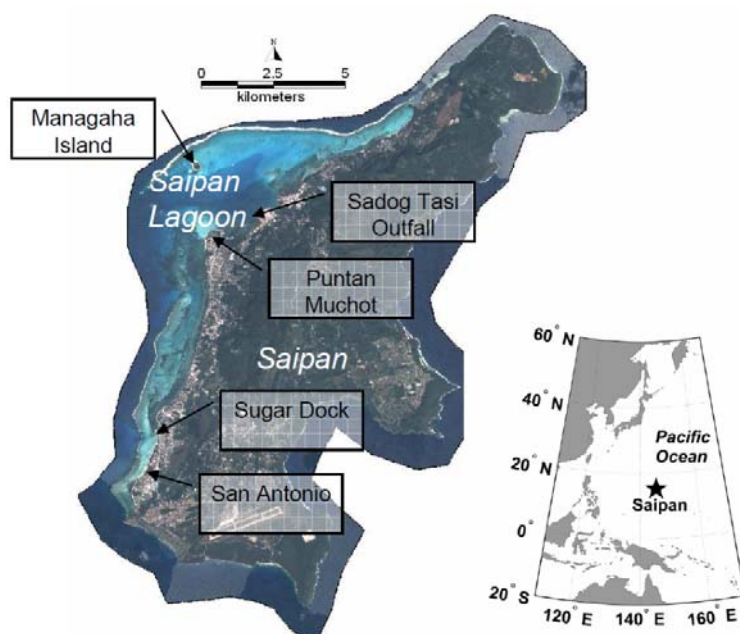 0 2.5 5
kilometers
Managaha
Island
Saipan
Lagoon
Sadog Tasi
Outfall
Puntan
Muchot
Saipan
Sugar Dock
San Antonio
60° N
40° N
20° N
0°
20° S
120° E
140° E
160° E
Pacific
Ocean
Saipan